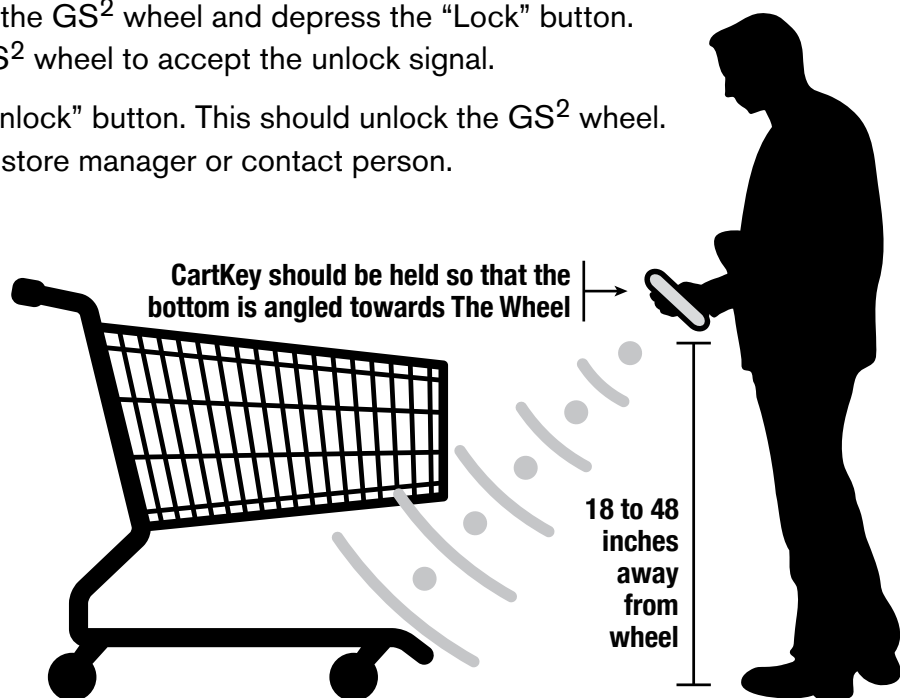 the GS² wheel and depress the “Lock” button.
² wheel to accept the unlock signal.
nlock” button. This should unlock the GS² wheel.
store manager or contact person.
CartKey should be held so that the
bottom is angled towards The Wheel
18 to 48
inches
away
from
wheel